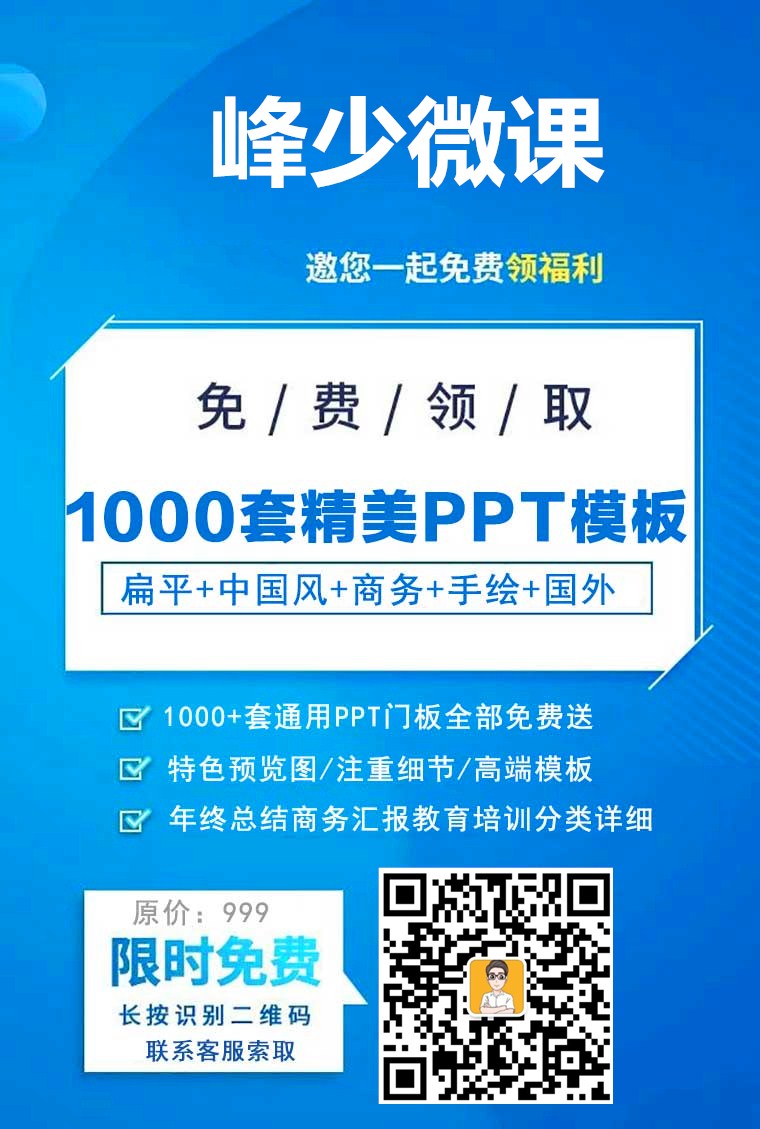 峰少微课
邀您一起免费领福利
免/费/领/取
1000套精美PPT模板
扁平+中国风+商务+手绘+国外
1000+套通用PPT门板全部免费送
特色预览图/注重细节/高端模板
年终总结商务汇报教育培训分类详细
原价：999
限时免费
长按识别二维码
联系客服索取